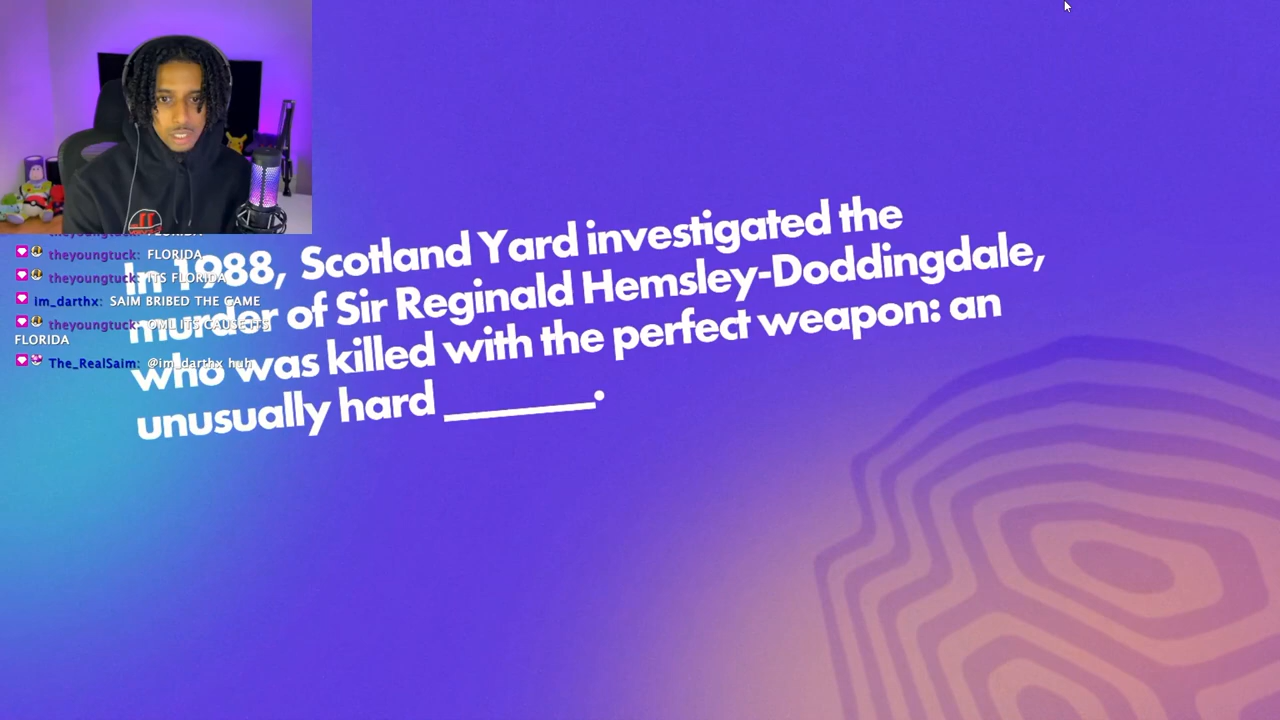 FLORIDA
theyoungtuck: FLORIDA
theyoungtuck: ITS FLORIDA
im_darthx: SAIM BRIBED THE GAME
theyoungtuck: OML ITS CAUSE ITS
FLORIDA
The_RealSaim: @im_darthx huh
In 1988, Scotland Yard investigated the
murder of Sir Reginald Hemsley-Doddingdale,
who was killed with the perfect weapon: an
unusually hard ________.